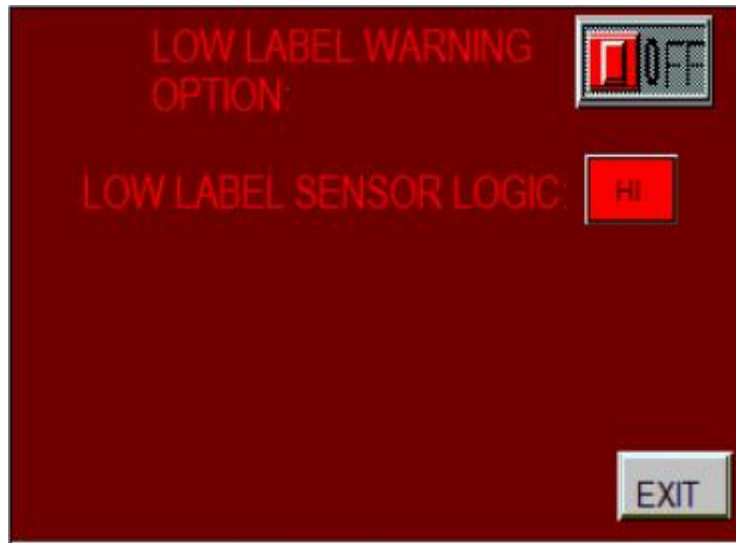 LOW LABEL WARNING
OPTION:
OFF
LOW LABEL SENSOR LOGIC:
HI
EXIT